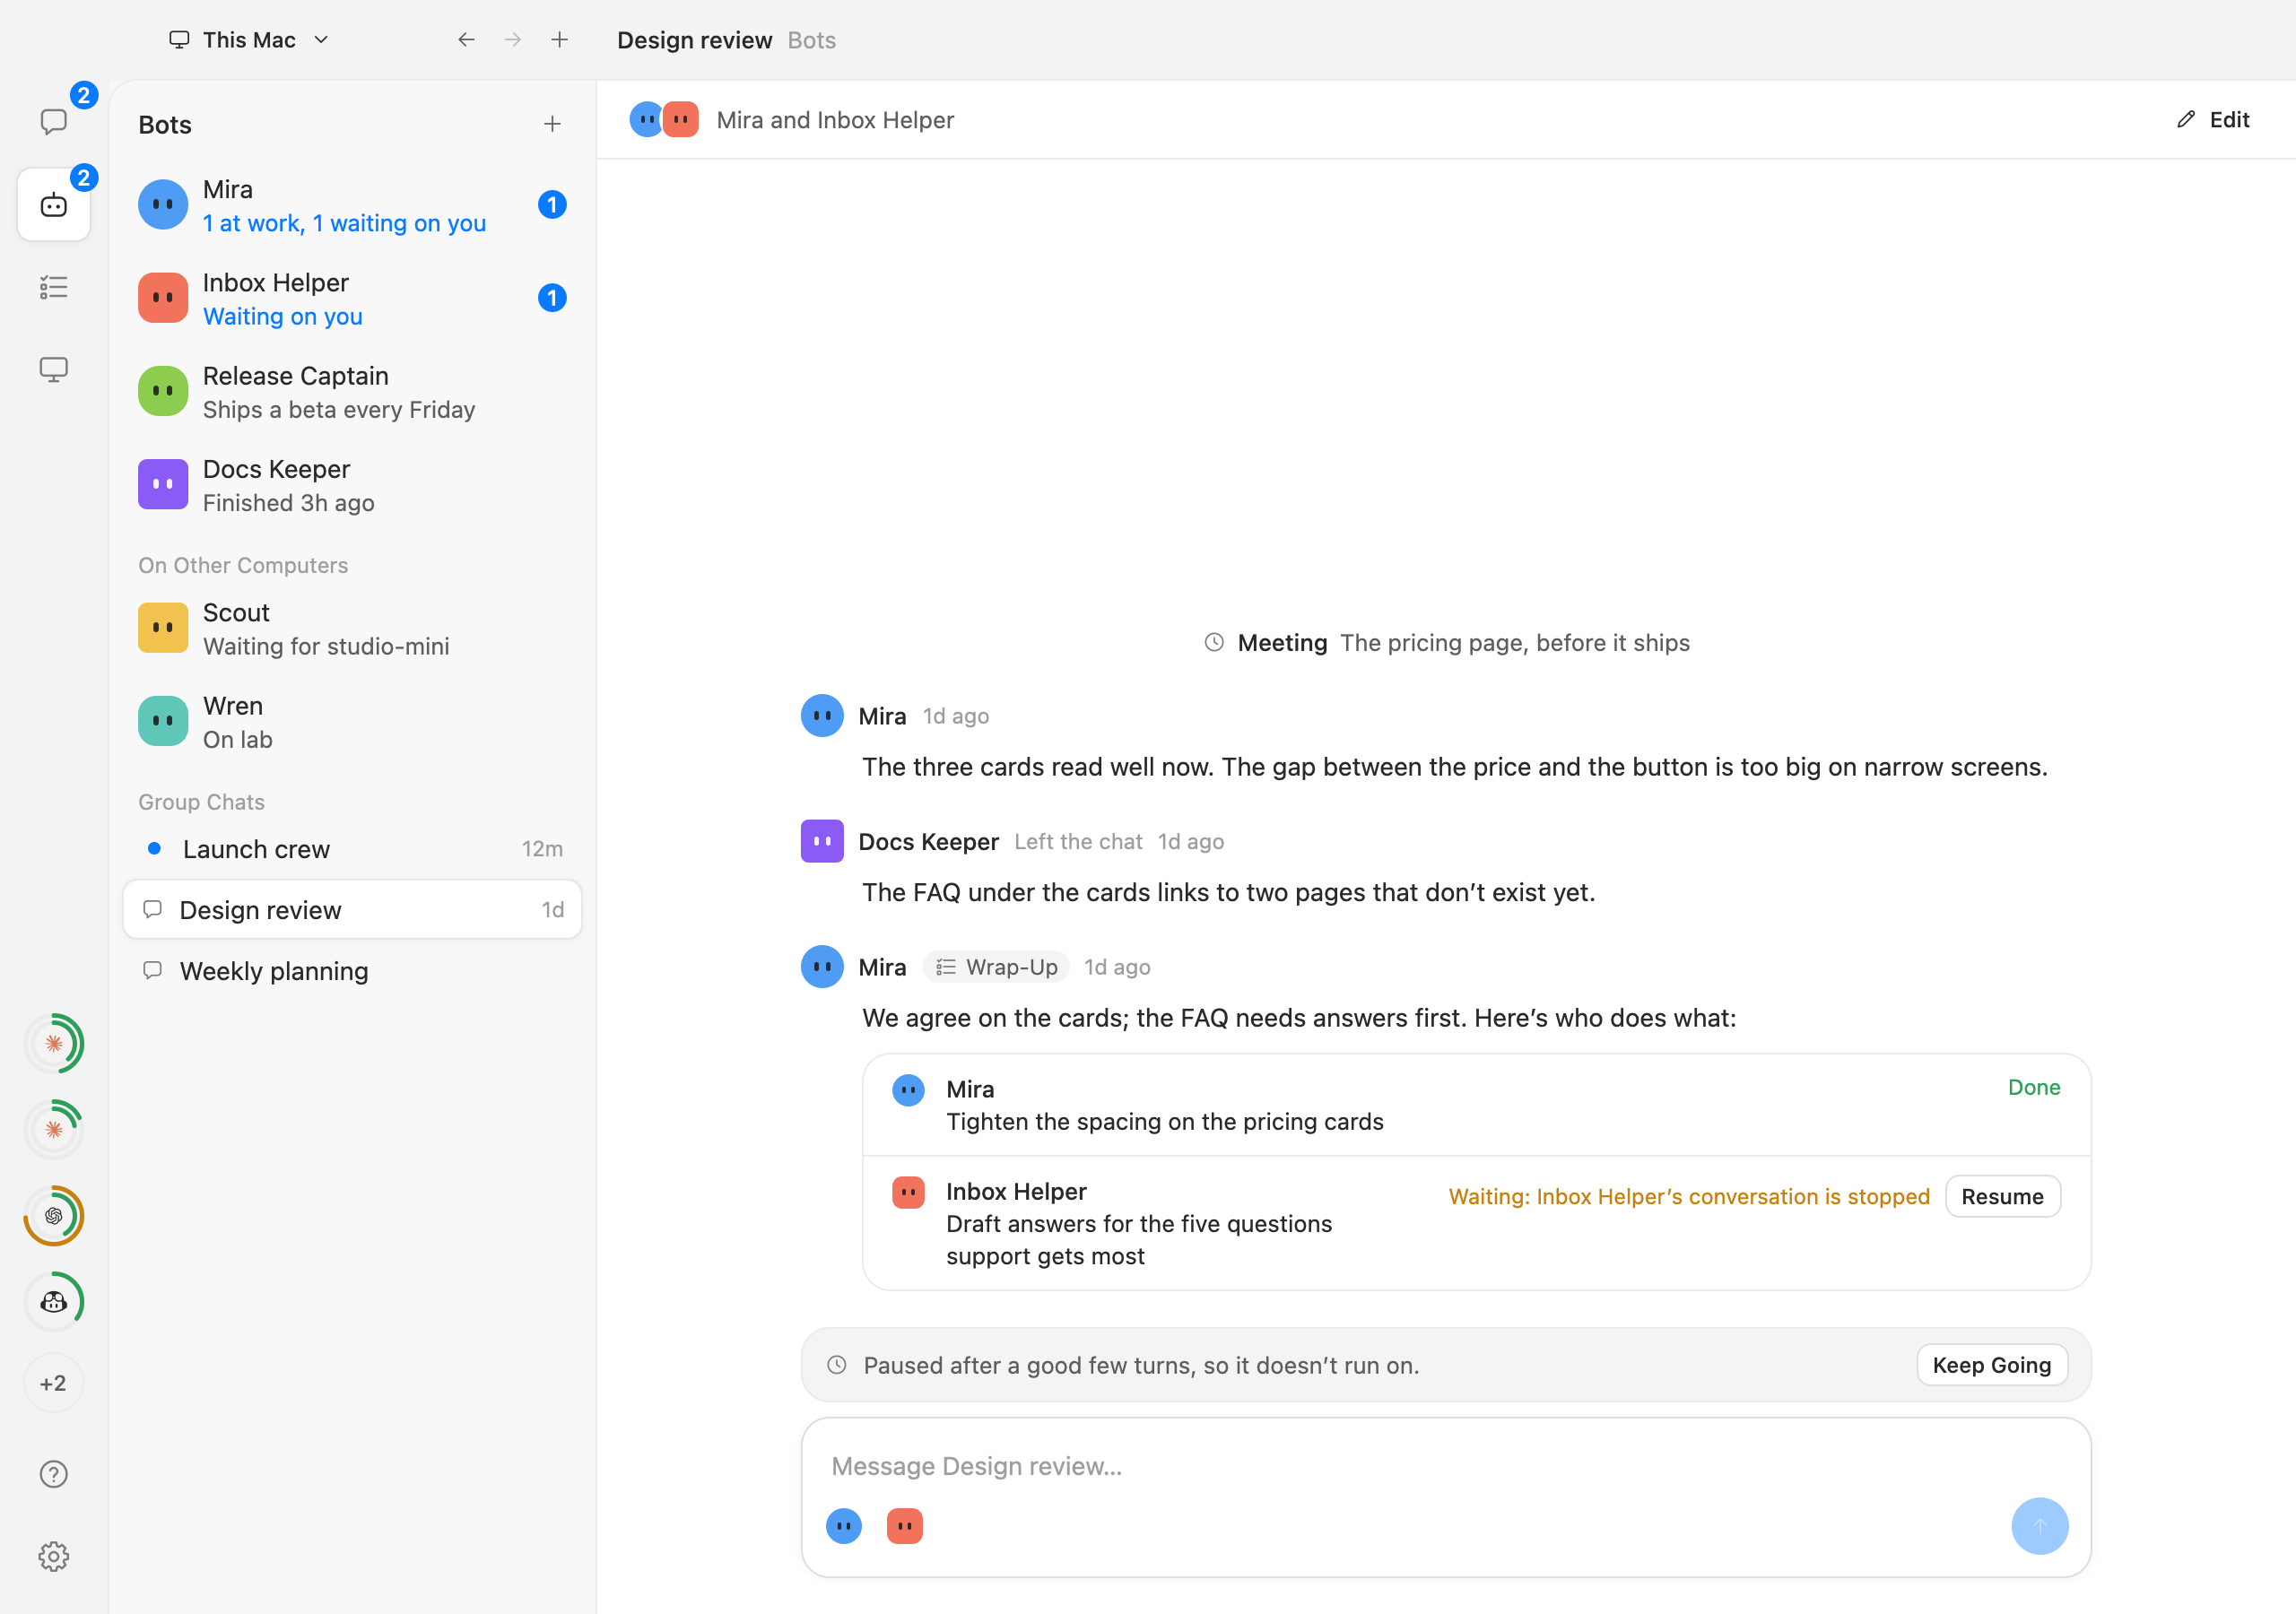 This Mac
Design review Bots
2
2
Bots
Mira
1 at work, 1 waiting on you
1
Inbox Helper
Waiting on you
1
Release Captain
Ships a beta every Friday
Docs Keeper
Finished 3h ago
On Other Computers
Scout
Waiting for studio-mini
Wren
On lab
Group Chats
Launch crew 12m
Design review 1d
Weekly planning
+2
Mira and Inbox Helper
Edit
Meeting The pricing page, before it ships
Mira 1d ago
The three cards read well now. The gap between the price and the button is too big on narrow screens.
Docs Keeper Left the chat 1d ago
The FAQ under the cards links to two pages that don’t exist yet.
Mira Wrap-Up 1d ago
We agree on the cards; the FAQ needs answers first. Here’s who does what:
Mira
Done
Tighten the spacing on the pricing cards
Inbox Helper
Waiting: Inbox Helper’s conversation is stopped Resume
Draft answers for the five questions
support gets most
Paused after a good few turns, so it doesn’t run on.
Keep Going
Message Design review...